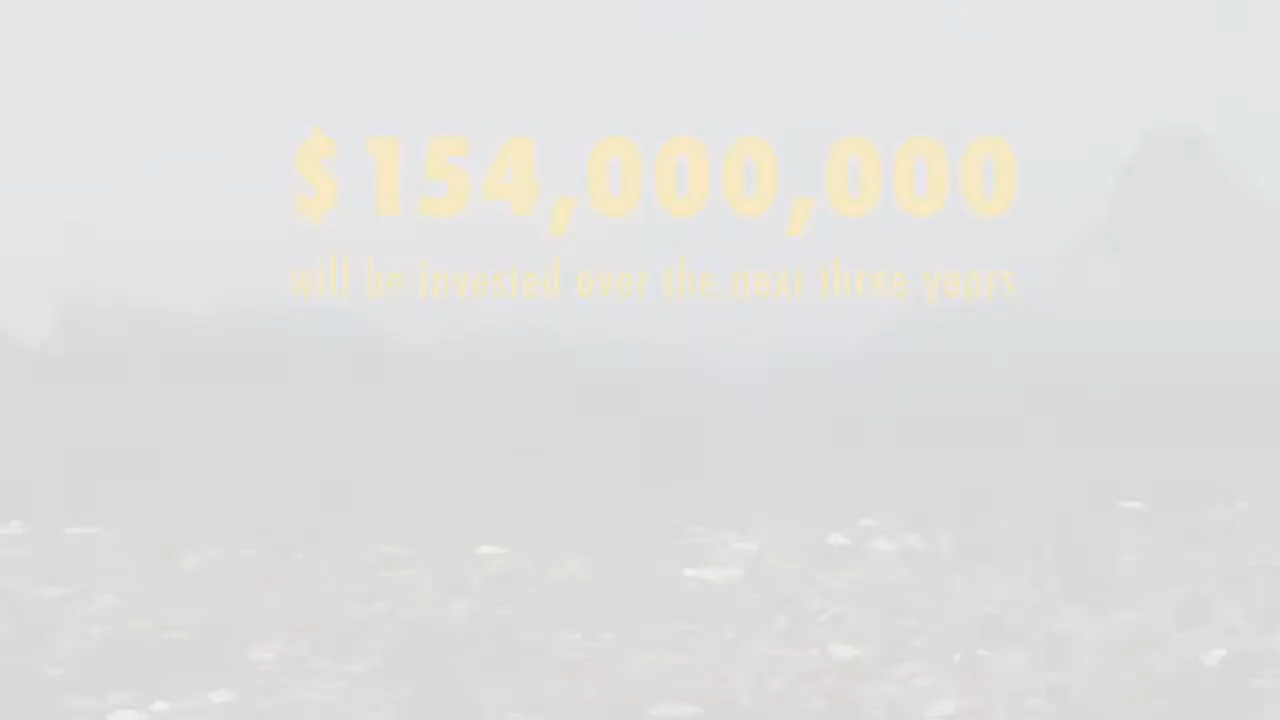 $154,000,000
will be invested over the next three years